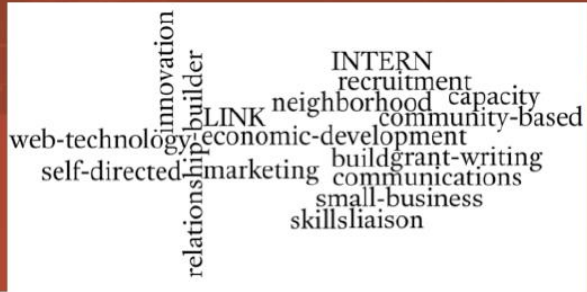 innovation
relationship-builder
INTERN
recruitment
neighborhood capacity
LINK
community-based
web-technology economic-development
build grant-writing
self-directed marketing
communications
small-business
skills liaison